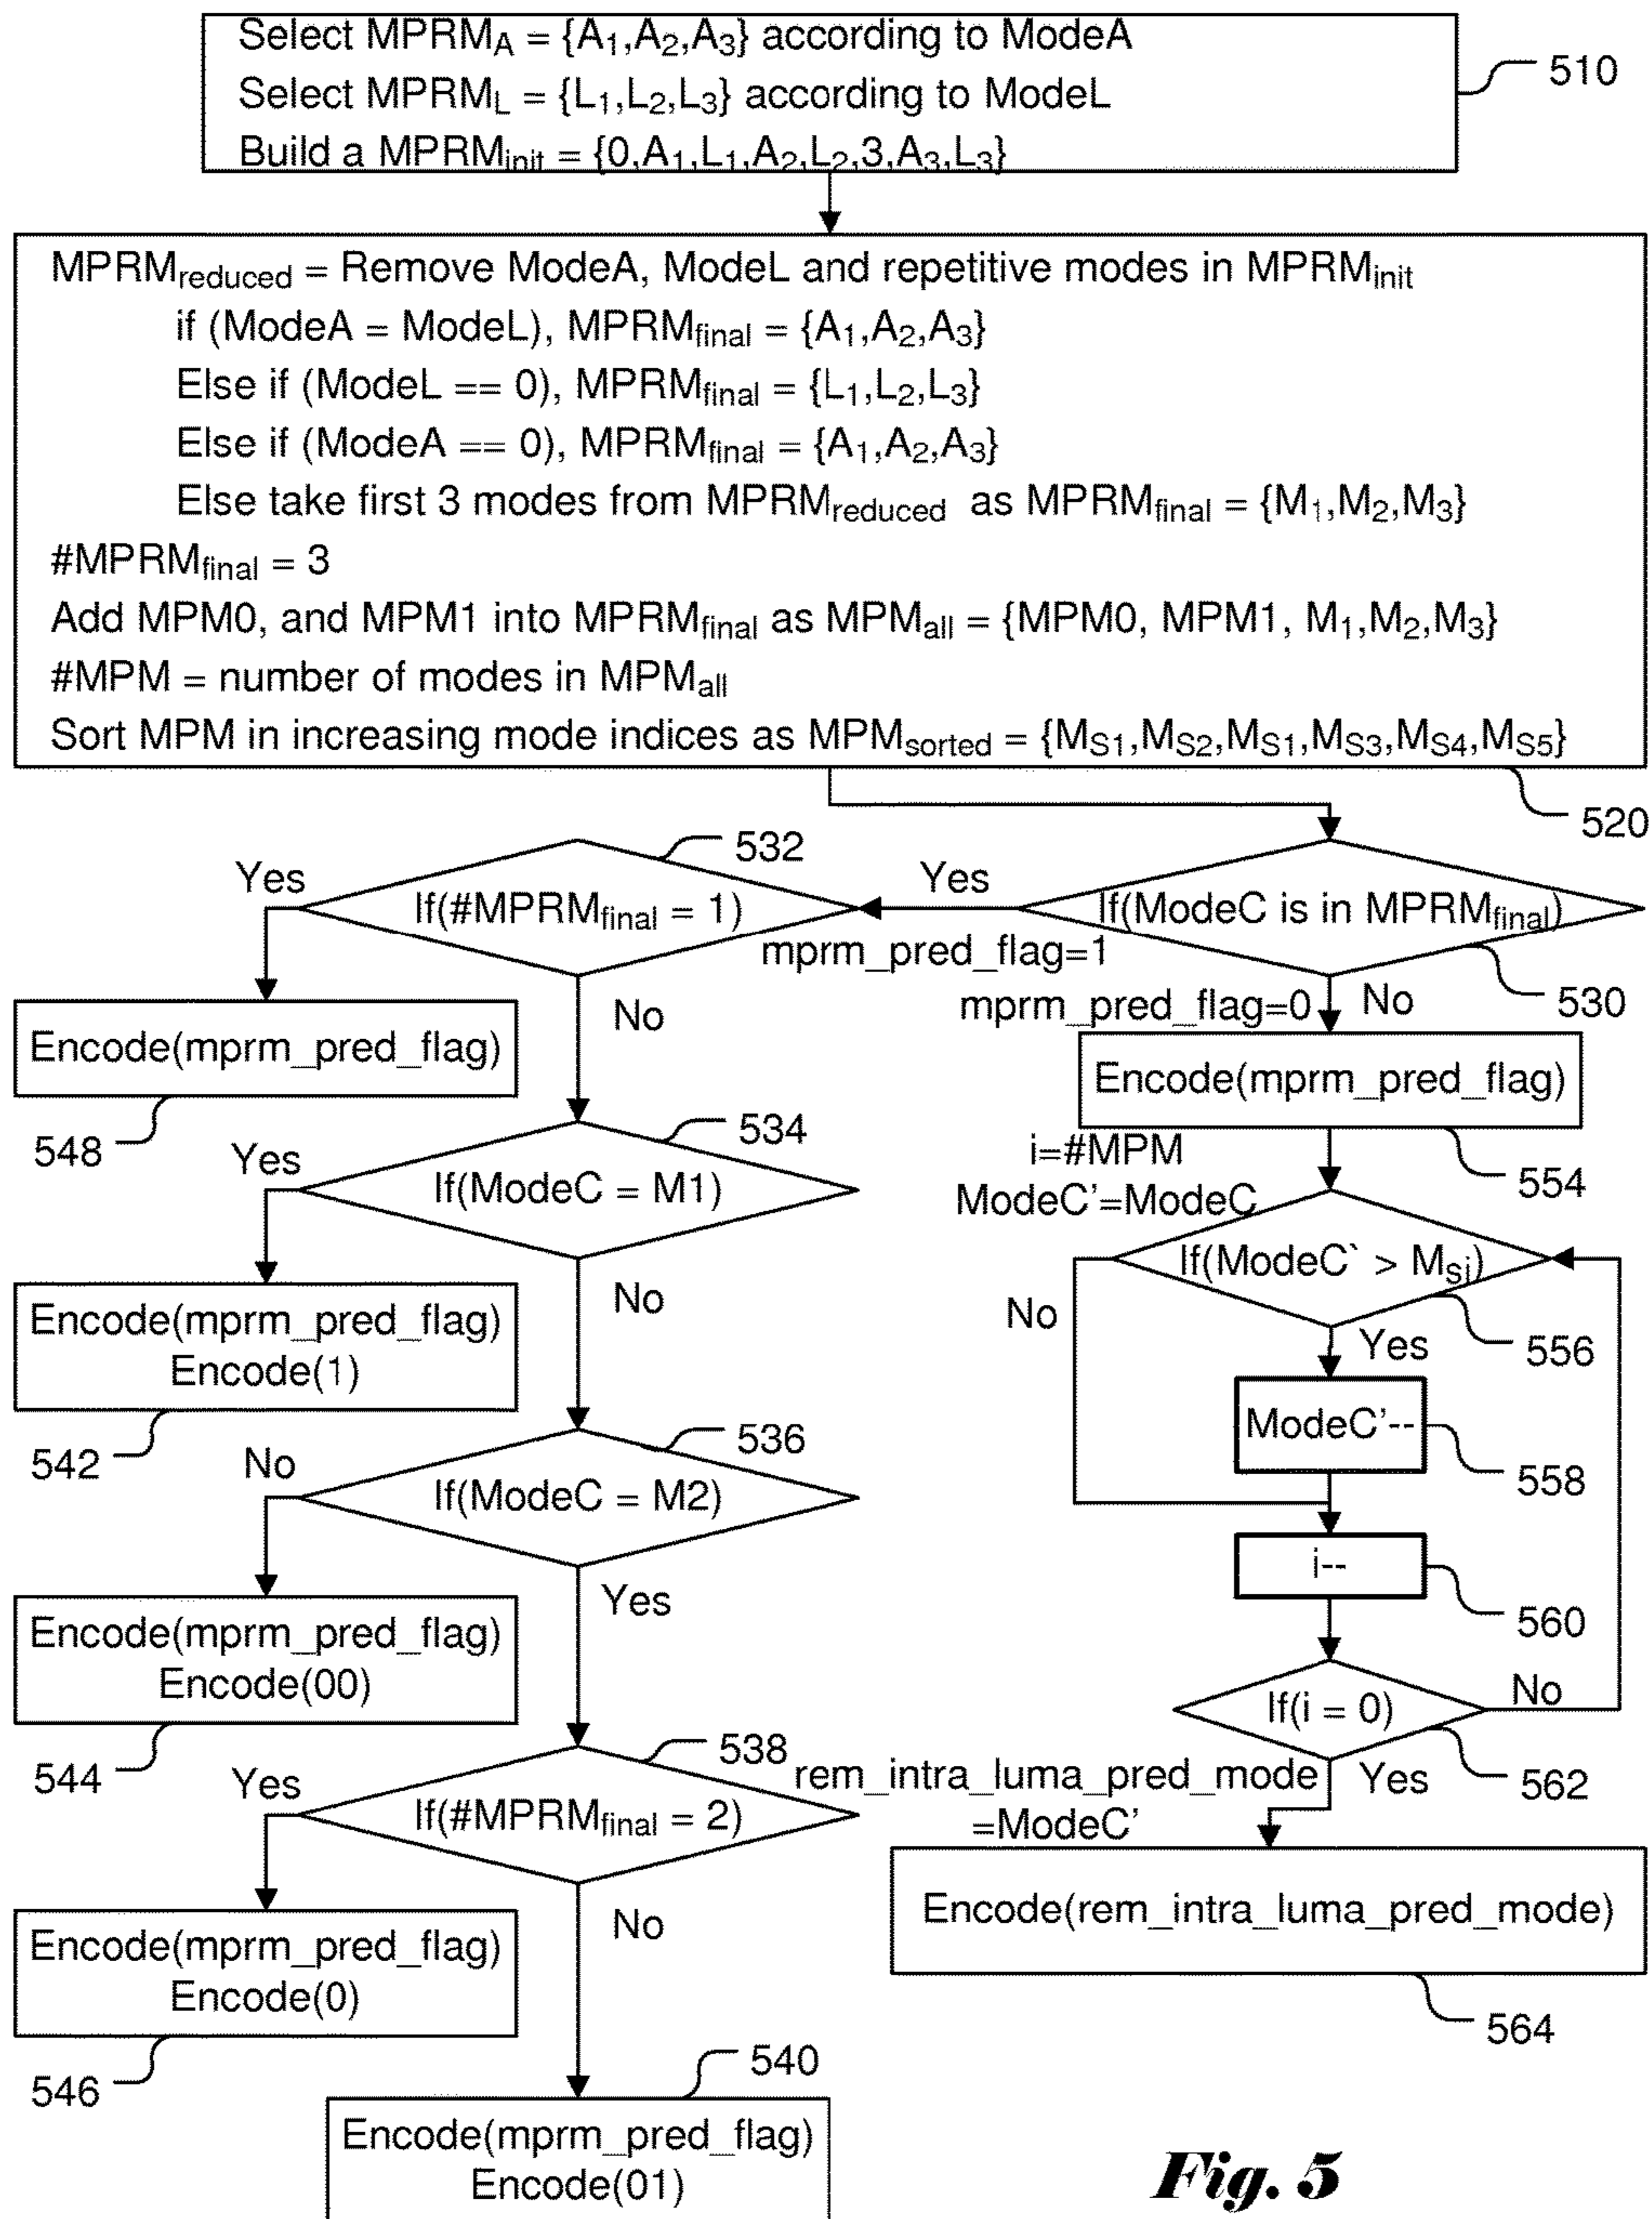 Select MPRM_A = {A₁,A₂,A₃} according to ModeA
Select MPRM_L = {L₁,L₂,L₃} according to ModeL
Build a MPRM_init = {0,A₁,L₁,A₂,L₂,3,A₃,L₃}
510
MPRM_reduced = Remove ModeA, ModeL and repetitive modes in MPRM_init
if (ModeA = ModeL), MPRM_final = {A₁,A₂,A₃}
Else if (ModeL == 0), MPRM_final = {L₁,L₂,L₃}
Else if (ModeA == 0), MPRM_final = {A₁,A₂,A₃}
Else take first 3 modes from MPRM_reduced as MPRM_final = {M₁,M₂,M₃}
#MPRM_final = 3
Add MPM0, and MPM1 into MPRM_final as MPM_all = {MPM0, MPM1, M₁,M₂,M₃}
#MPM = number of modes in MPM_all
Sort MPM in increasing mode indices as MPM_sorted = {M_S1,M_S2,M_S1,M_S3,M_S4,M_S5}
520
If(ModeC is in MPRM_final)
530
Yes
mprm_pred_flag=1
532
If(#MPRM_final = 1)
Yes
Encode(mprm_pred_flag)
548
No
534
If(ModeC = M1)
Yes
Encode(mprm_pred_flag)
Encode(1)
542
No
536
If(ModeC = M2)
No
Encode(mprm_pred_flag)
Encode(00)
544
Yes
538
If(#MPRM_final = 2)
Yes
Encode(mprm_pred_flag)
Encode(0)
546
No
540
Encode(mprm_pred_flag)
Encode(01)
mprm_pred_flag=0
No
Encode(mprm_pred_flag)
554
i=#MPM
ModeC'=ModeC
If(ModeC` > M_si)
556
No
Yes
ModeC'--
558
i--
560
If(i = 0)
562
No
Yes
rem_intra_luma_pred_mode
=ModeC'
Encode(rem_intra_luma_pred_mode)
564
Fig. 5